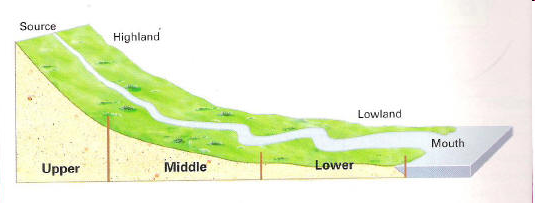 Source
Highland
Lowland
Mouth
Upper
Middle
Lower